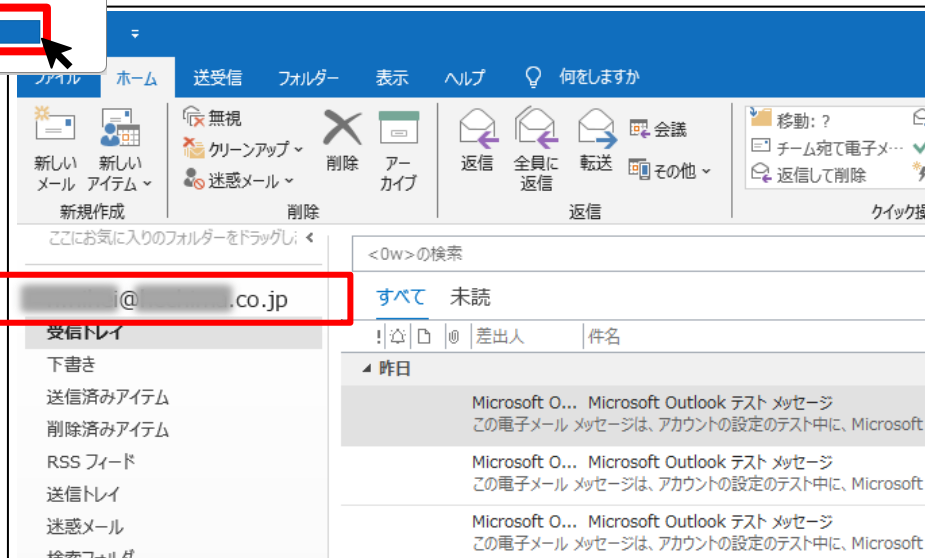 ファイル ホーム 送受信 フォルダー 表示 ヘルプ 何をしますか
無視
クリーンアップ
迷惑メール
新しい
メール
新しい
アイテム
削除
アー
カイブ
返信
全員に
返信
転送
会議
その他
移動: ?
チーム宛て電子メ…
返信して削除
新規作成 削除 返信 クイック操
ここにお気に入りのフォルダーをドラッグし
<0w>の検索
i@ .co.jp
すべて 未読
受信トレイ
! 差出人 件名
下書き
昨日
送信済みアイテム
削除済みアイテム
RSS フィード
送信トレイ
迷惑メール
検索フォルダ
Microsoft O... Microsoft Outlook テスト メッセージ
この電子メール メッセージは、アカウントの設定のテスト中に、Microsoft
Microsoft O... Microsoft Outlook テスト メッセージ
この電子メール メッセージは、アカウントの設定のテスト中に、Microsoft
Microsoft O... Microsoft Outlook テスト メッセージ
この電子メール メッセージは、アカウントの設定のテスト中に、Microsoft